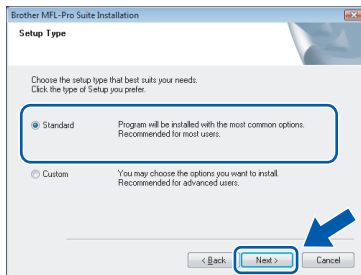 Brother MFL-Pro Suite Installation
Setup Type
Choose the setup type that best suits your needs.
Click the type of Setup you prefer.
Standard
Program will be installed with the most common options.
Recommended for most users.
Custom
You may choose the options you want to install.
Recommended for advanced users.
< Back
Next >
Cancel